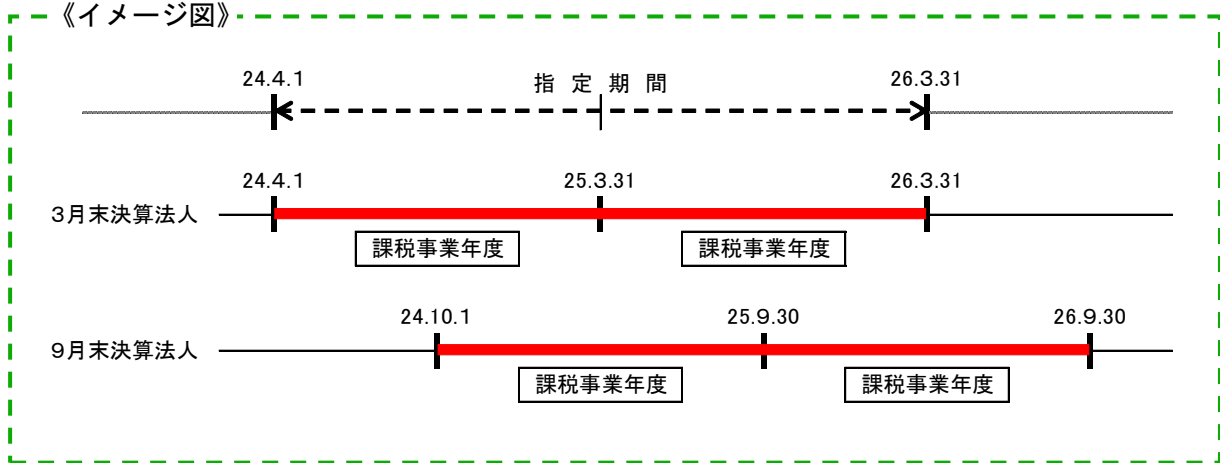 《イメージ図》
24.4.1 指定期間 26.3.31
24.4.1 25.3.31 26.3.31
3月末決算法人
課税事業年度 課税事業年度
24.10.1 25.9.30 26.9.30
9月末決算法人
課税事業年度 課税事業年度